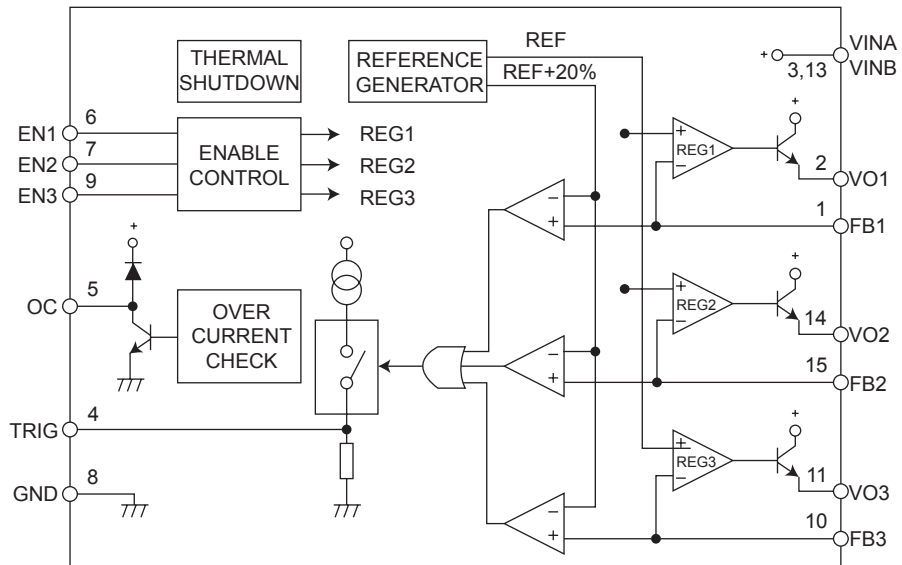 THERMAL
SHUTDOWN
REFERENCE
GENERATOR
REF
REF+20%
+
3,13
VINA
VINB
EN1
6
EN2
7
EN3
9
ENABLE
CONTROL
REG1
REG2
REG3
+
REG1
−
+
2
VO1
1
FB1
−
+
+
OC
5
OVER
CURRENT
CHECK
+
REG2
−
+
14
VO2
15
FB2
−
+
TRIG
4
GND
8
+
REG3
−
+
11
VO3
10
FB3
−
+